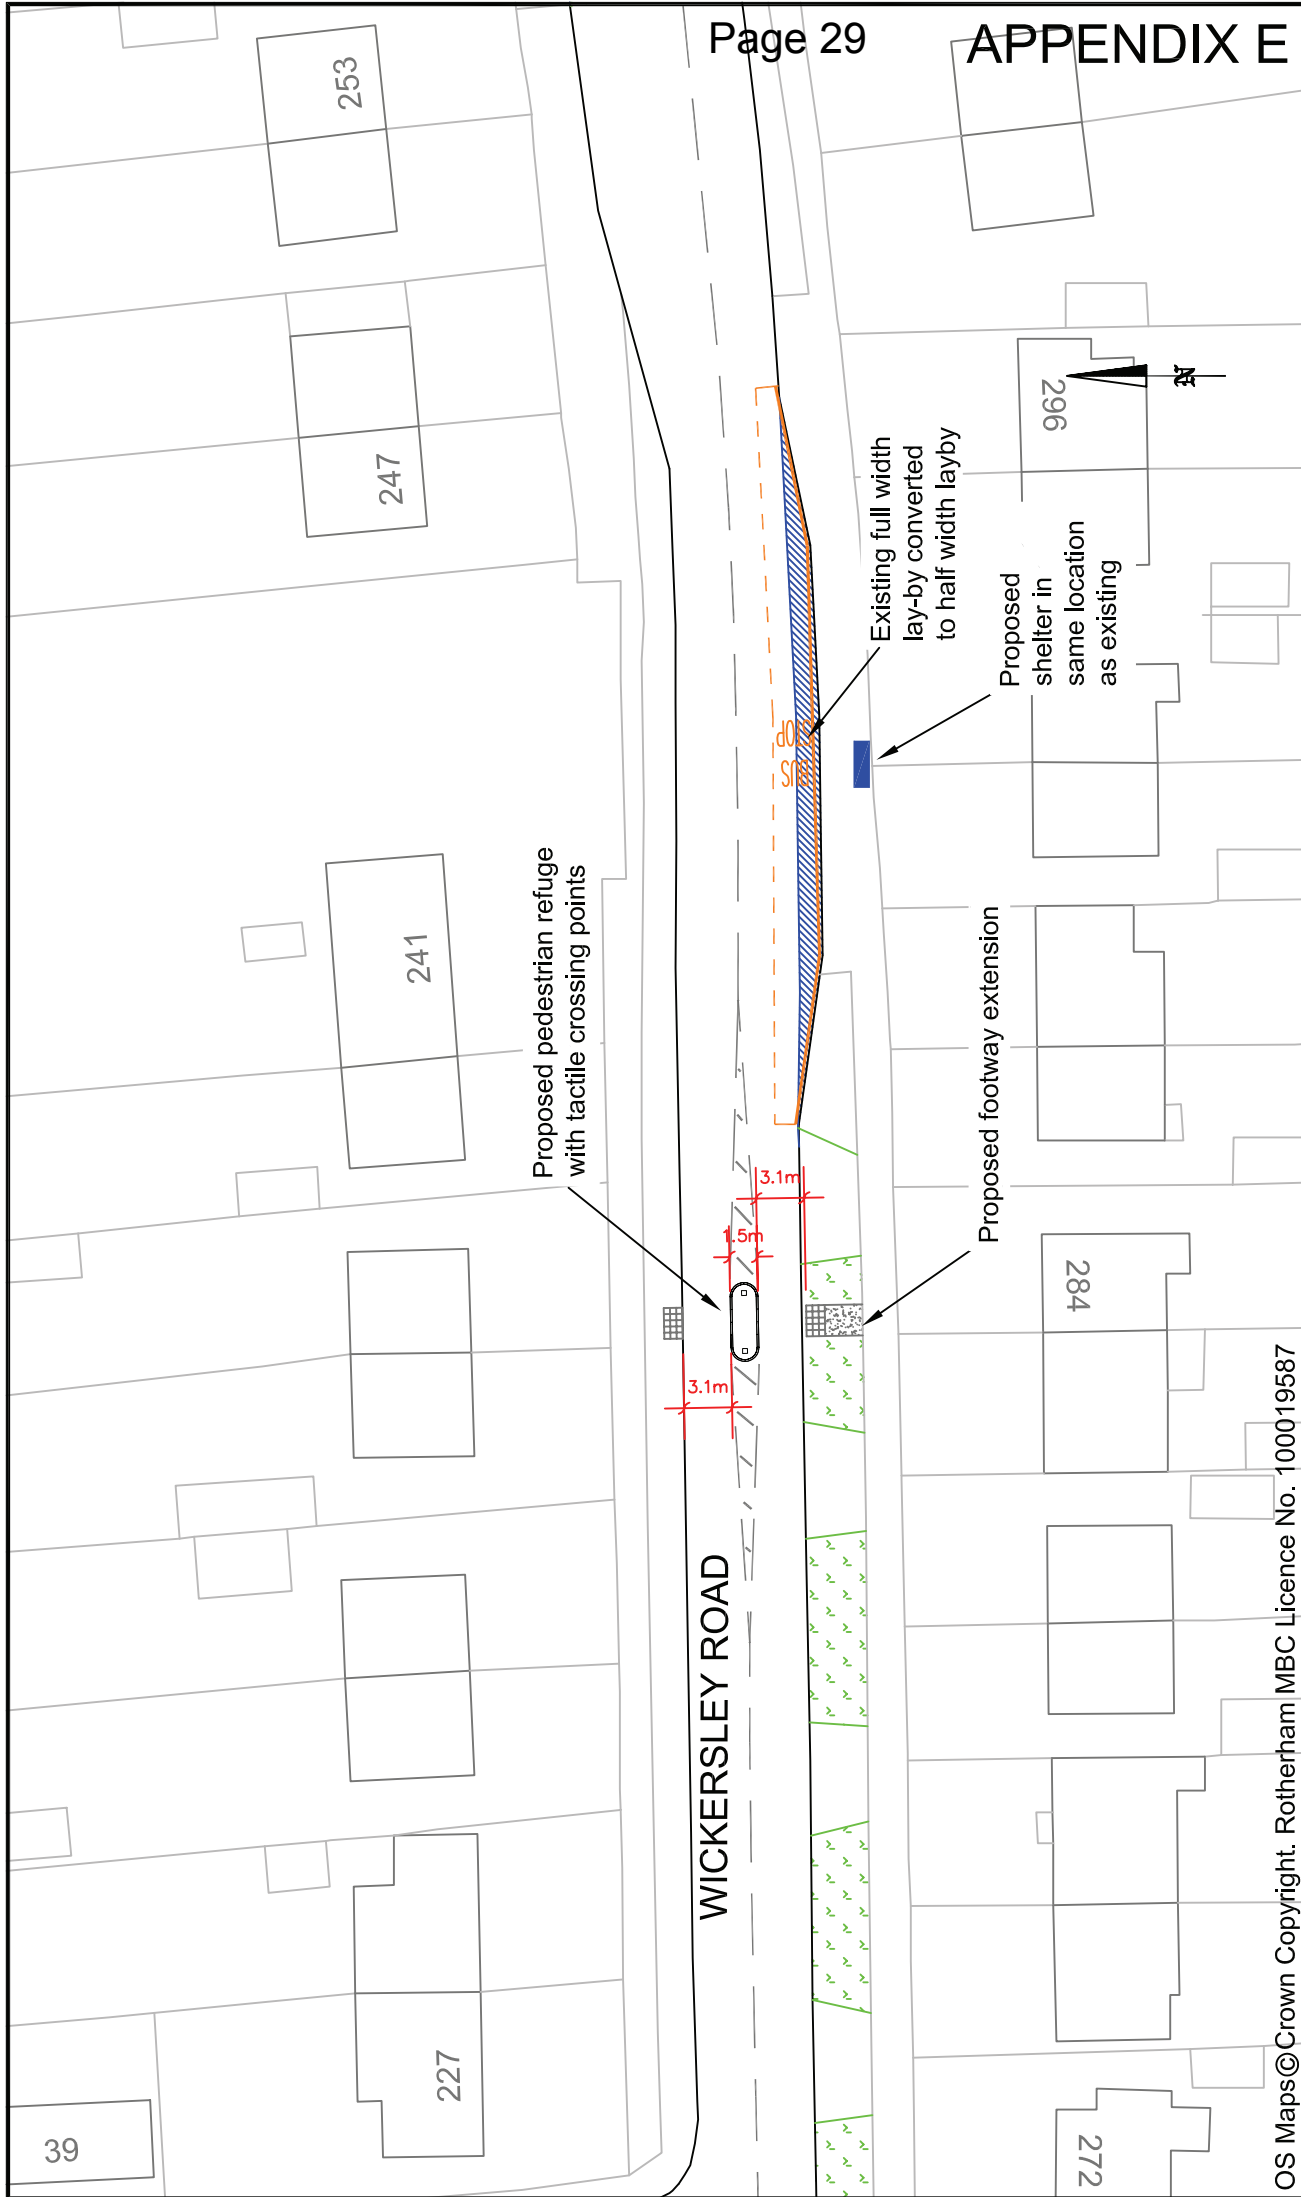 Page 29
APPENDIX E
253
247
241
227
39
296
284
272
Proposed pedestrian refuge
with tactile crossing points
Existing full width
lay-by converted
to half width layby
Proposed
shelter in
same location
as existing
BUS
STOP
Proposed footway extension
3.1m
1.5m
3.1m
WICKERSLEY ROAD
N
OS Maps©Crown Copyright. Rotherham MBC Licence No. 100019587